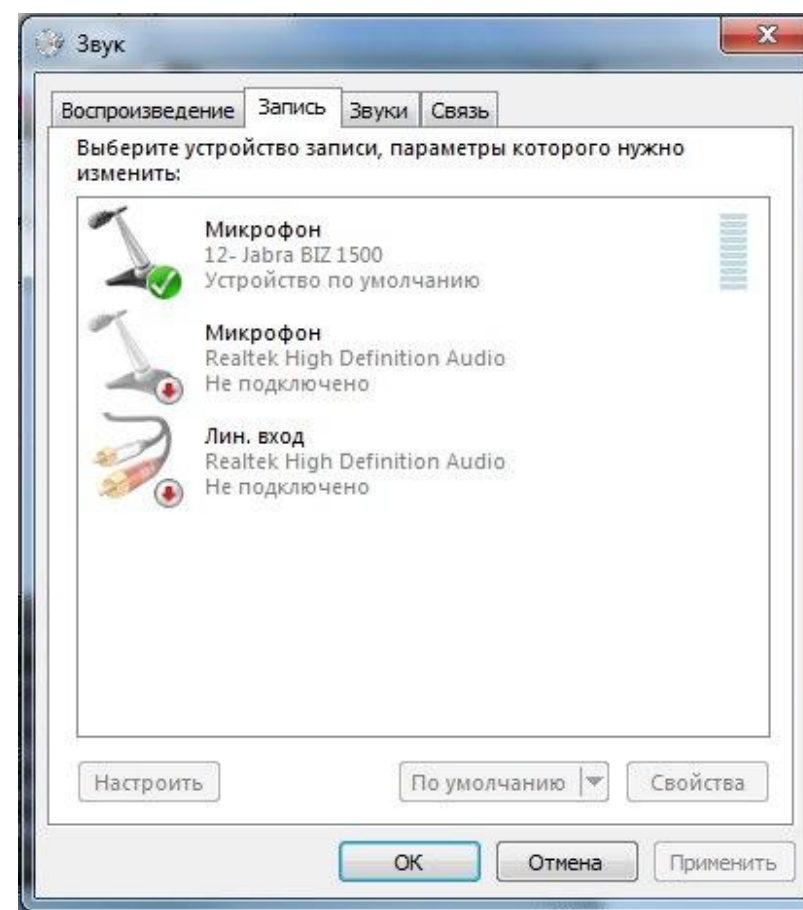 Звук
Воспроизведение Запись Звуки Связь
Выберите устройство записи, параметры которого нужно
изменить:
Микрофон
12- Jabra BIZ 1500
Устройство по умолчанию
Микрофон
Realtek High Definition Audio
Не подключено
Лин. вход
Realtek High Definition Audio
Не подключено
Настроить По умолчанию Свойства
ОК Отмена Применить